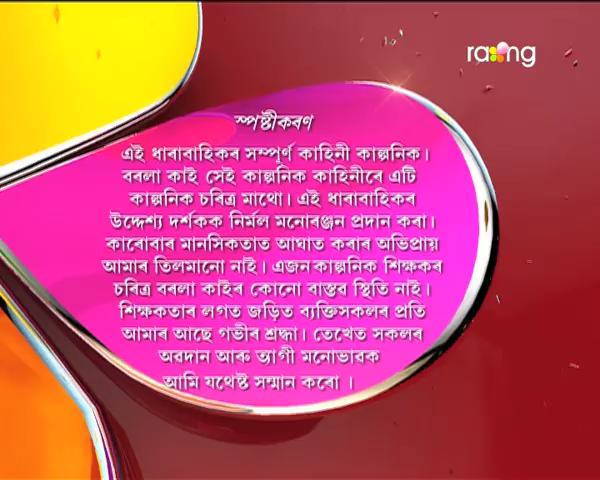 raang
স্পষ্টীকৰণ
এই ধাৰাবাহিকৰ সম্পূৰ্ণ কাহিনী কাল্পনিক।
বৰলা কাই সেই কাল্পনিক কাহিনীৰে এটি
কাল্পনিক চৰিত্ৰ মাথো। এই ধাৰাবাহিকৰ
উদ্দেশ্য দৰ্শকক নিৰ্মল মনোৰঞ্জন প্ৰদান কৰা।
কাৰোবাৰ মানসিকতাত আঘাত কৰাৰ অভিপ্ৰায়
আমাৰ তিলমানো নাই। এজন কাল্পনিক শিক্ষকৰ
চৰিত্ৰ বৰলা কাইৰ কোনো বাস্তৱ স্থিতি নাই।
শিক্ষকতাৰ লগত জড়িত ব্যক্তিসকলৰ প্ৰতি
আমাৰ আছে গভীৰ শ্ৰদ্ধা। তেখেত সকলৰ
অৱদান আৰু ত্যাগী মনোভাৱক
আমি যথেষ্ট সন্মান কৰো ।